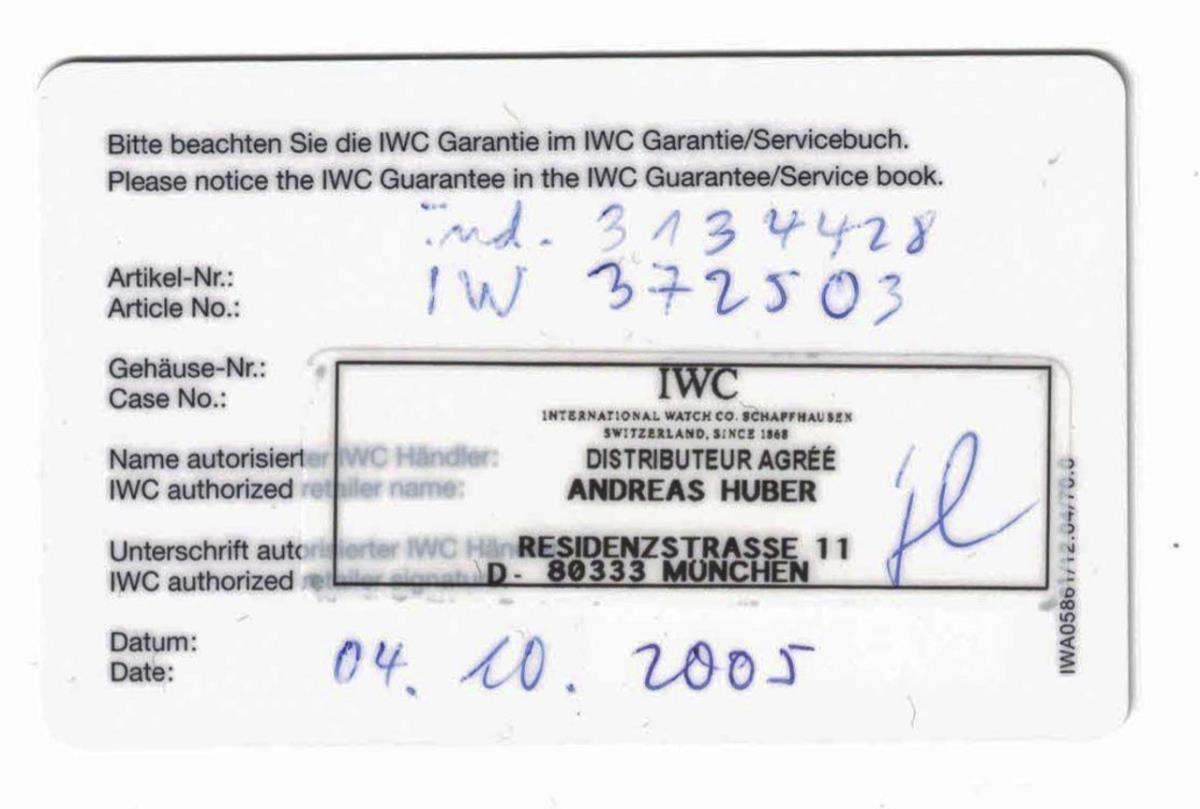 Bitte beachten Sie die IWC Garantie im IWC Garantie/Servicebuch.
Please notice the IWC Guarantee in the IWC Guarantee/Service book.
ind. 3134428
Artikel-Nr.:
Article No.: IW 372503
Gehäuse-Nr.:
Case No.:
IWC
INTERNATIONAL WATCH CO. SCHAFFHAUSEN
SWITZERLAND, SINCE 1868
Name autorisierter IWC Händler:
IWC authorized retailer name:
DISTRIBUTEUR AGRÉÉ
ANDREAS HUBER
Unterschrift autorisierter IWC Händ
IWC authorized retailer signatu
RESIDENZSTRASSE 11
D- 80333 MÜNCHEN
Datum:
Date: 04. 10. 2005